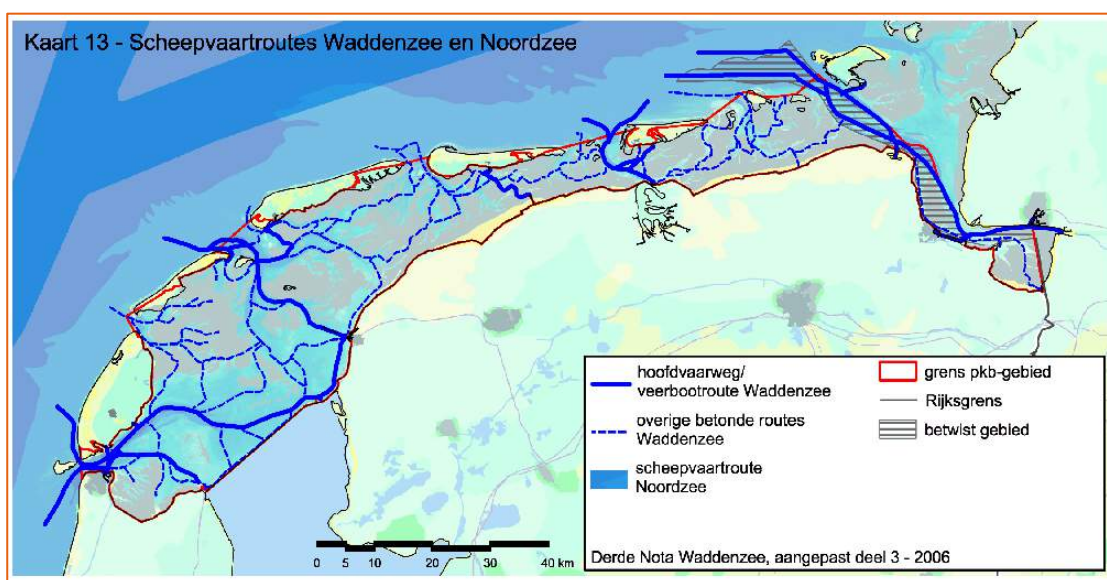 Kaart 13 - Scheepvaartroutes Waddenzee en Noordzee
hoofdvaarweg/
veerbootroute Waddenzee
overige betonde routes
Waddenzee
scheepvaartroute
Noordzee
grens pkb-gebied
Rijksgrens
betwist gebied
0 5 10 20 30 40 km
Derde Nota Waddenzee, aangepast deel 3 - 2006